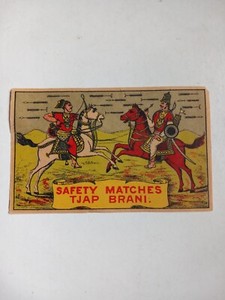 SAFETY MATCHES
TJAP BRANI.